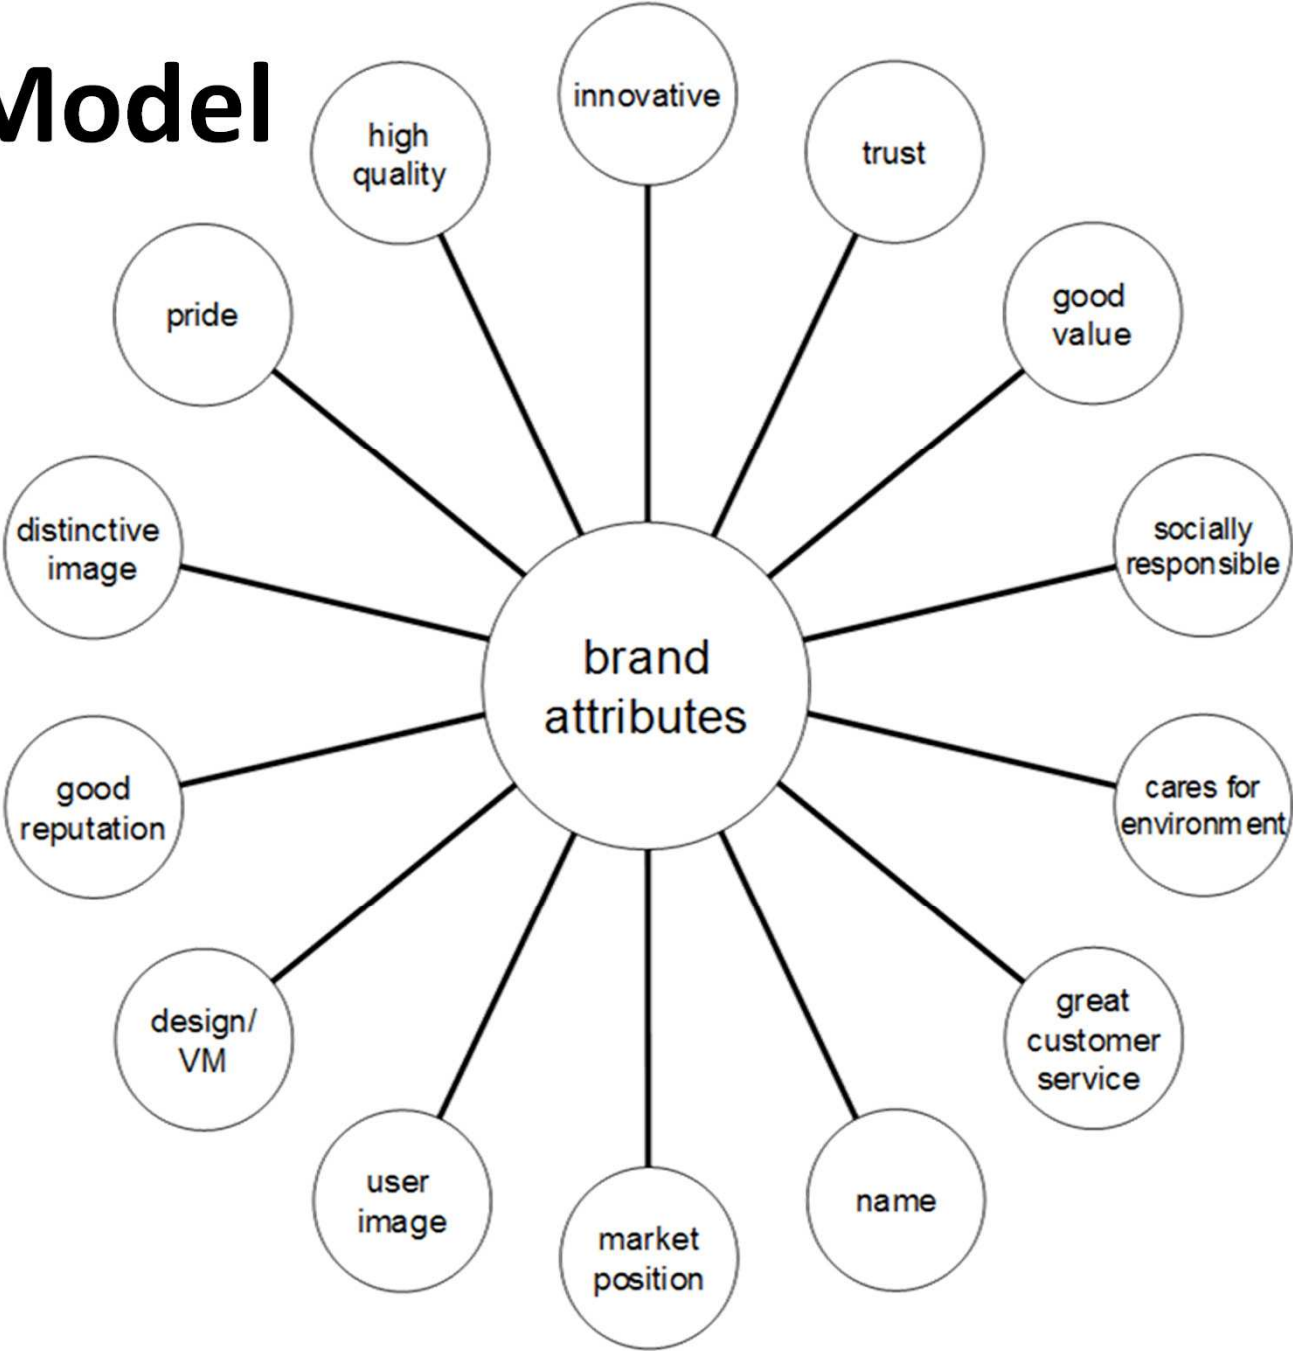 Model
innovative
high
quality
trust
pride
good
value
distinctive
image
socially
responsible
brand
attributes
good
reputation
cares for
environment
design/
VM
great
customer
service
user
image
name
market
position